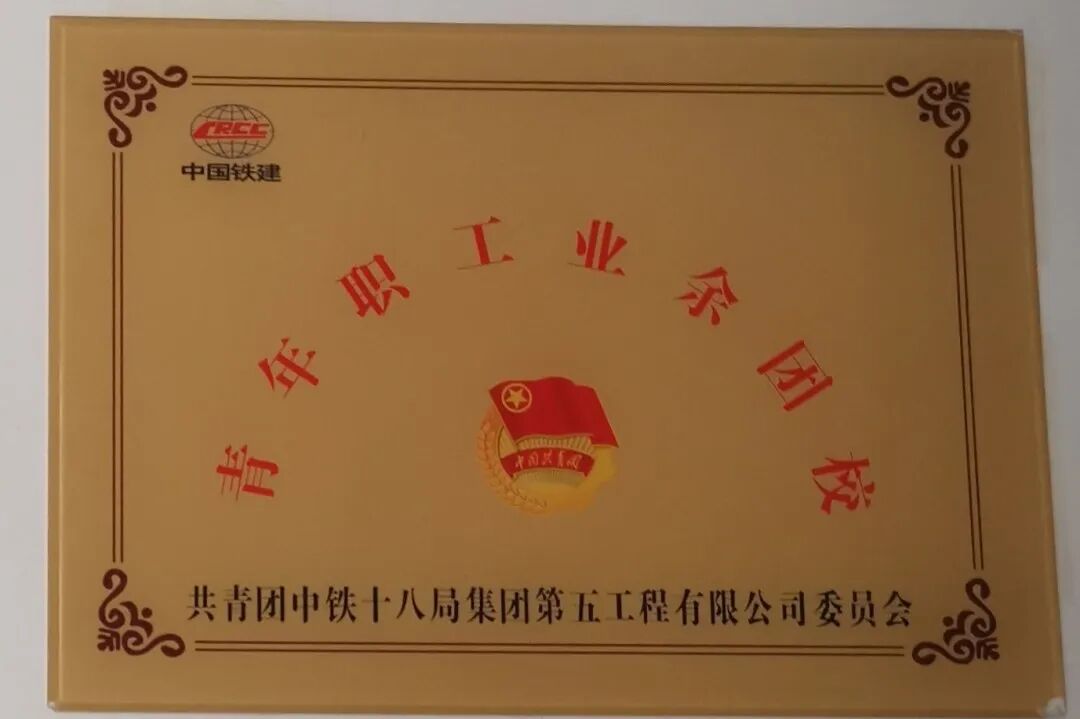 CRCC
中国铁建
青年职工业余团校
中国共青团
共青团中铁十八局集团第五工程有限公司委员会